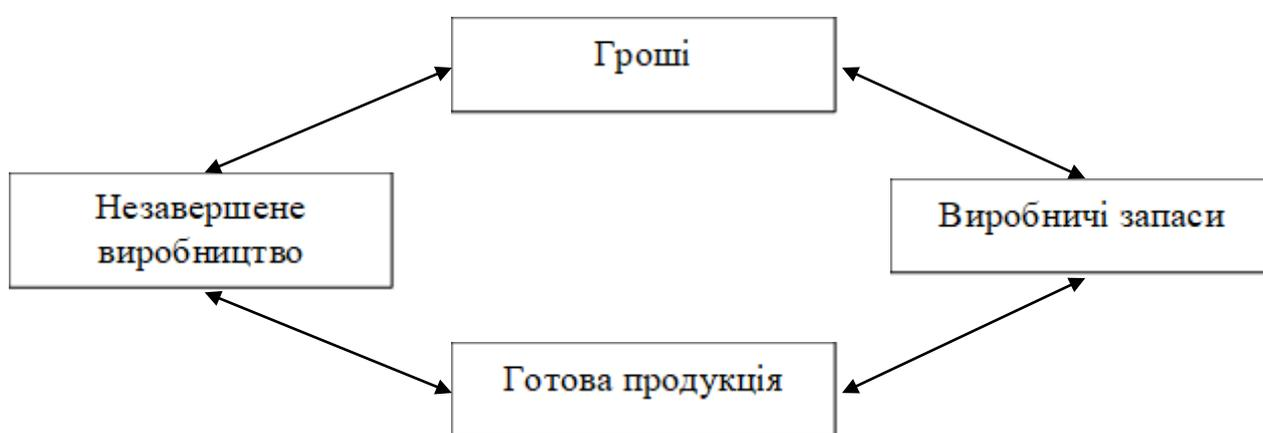 Гроші
Незавершене
виробництво
Виробничі запаси
Готова продукція